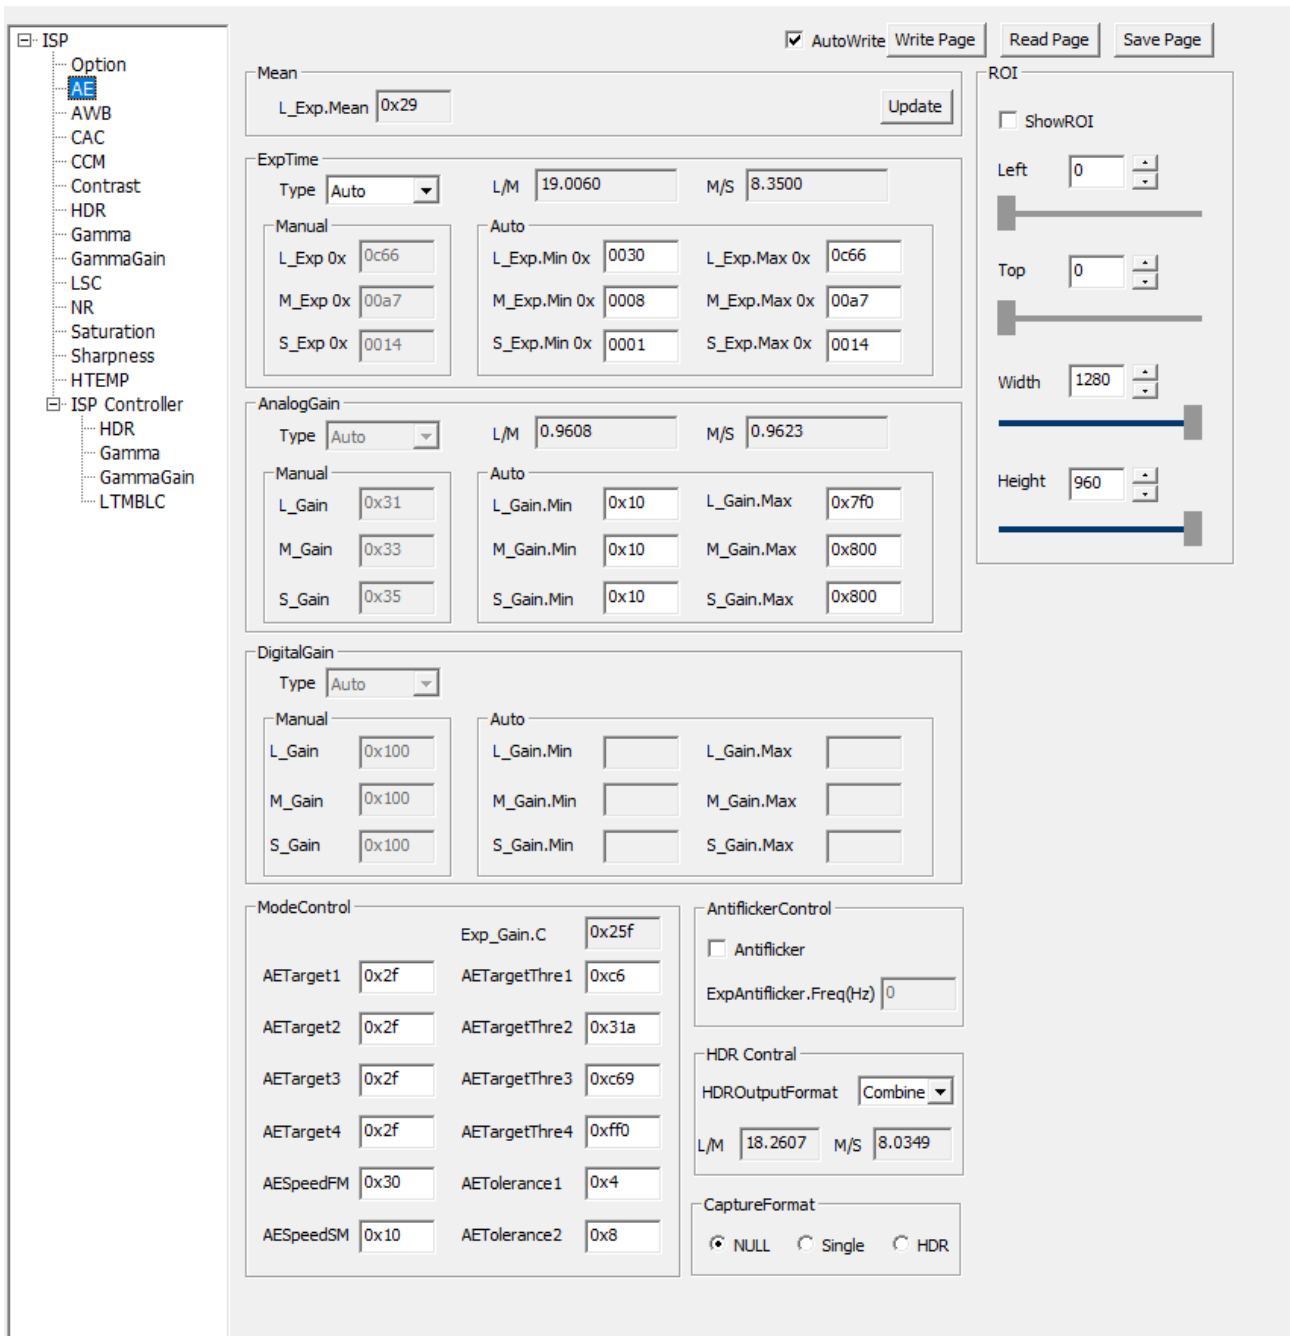 ISP
Option
AE
AWB
CAC
CCM
Contrast
HDR
Gamma
GammaGain
LSC
NR
Saturation
Sharpness
HTEMP
ISP Controller
HDR
Gamma
GammaGain
LTMBLC
AutoWrite Write Page Read Page Save Page
Mean
L_Exp.Mean 0x29 Update
ExpTime
Type Auto L/M 19.0060 M/S 8.3500
Manual Auto
L_Exp 0x 0c66 L_Exp.Min 0x 0030 L_Exp.Max 0x 0c66
M_Exp 0x 00a7 M_Exp.Min 0x 0008 M_Exp.Max 0x 00a7
S_Exp 0x 0014 S_Exp.Min 0x 0001 S_Exp.Max 0x 0014
AnalogGain
Type Auto L/M 0.9608 M/S 0.9623
Manual Auto
L_Gain 0x31 L_Gain.Min 0x10 L_Gain.Max 0x7f0
M_Gain 0x33 M_Gain.Min 0x10 M_Gain.Max 0x800
S_Gain 0x35 S_Gain.Min 0x10 S_Gain.Max 0x800
DigitalGain
Type Auto
Manual Auto
L_Gain 0x100 L_Gain.Min L_Gain.Max
M_Gain 0x100 M_Gain.Min M_Gain.Max
S_Gain 0x100 S_Gain.Min S_Gain.Max
ModeControl
Exp_Gain.C 0x25f
AETarget1 0x2f AETargetThre1 0xc6
AETarget2 0x2f AETargetThre2 0x31a
AETarget3 0x2f AETargetThre3 0xc69
AETarget4 0x2f AETargetThre4 0xff0
AESpeedFM 0x30 AETolerance1 0x4
AESpeedSM 0x10 AETolerance2 0x8
AntiflickerControl
Antiflicker
ExpAntiflicker.Freq(Hz) 0
HDR Contral
HDROutputFormat Combine
L/M 18.2607 M/S 8.0349
CaptureFormat
NULL Single HDR
ROI
ShowROI
Left 0
Top 0
Width 1280
Height 960